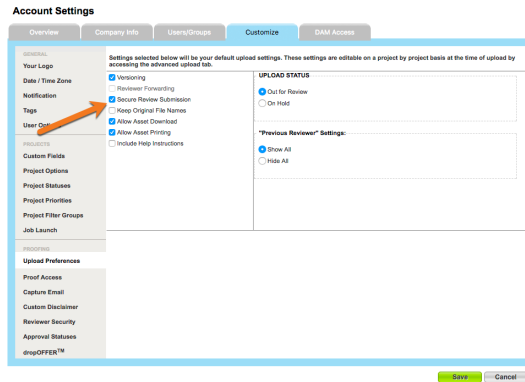 Account Settings
Overview
Company Info
Users/Groups
Customize
DAM Access
GENERAL
Your Logo
Date / Time Zone
Notification
Tags
User
PROJECTS
Custom Fields
Project Options
Project Statuses
Project Priorities
Project Filter Groups
Job Launch
PROOFING
Upload Preferences
Proof Access
Capture Email
Custom Disclaimer
Reviewer Security
Approval Statuses
dropOFFER™
Settings selected below will be your default upload settings. These settings are editable on a project by project basis at the time of upload by
accessing the advanced upload tab.
Versioning
Reviewer Forwarding
Secure Review Submission
Keep Original File Names
Allow Asset Download
Allow Asset Printing
Include Help Instructions
UPLOAD STATUS
Out for Review
On Hold
"Previous Reviewer" Settings:
Show All
Hide All
Save
Cancel